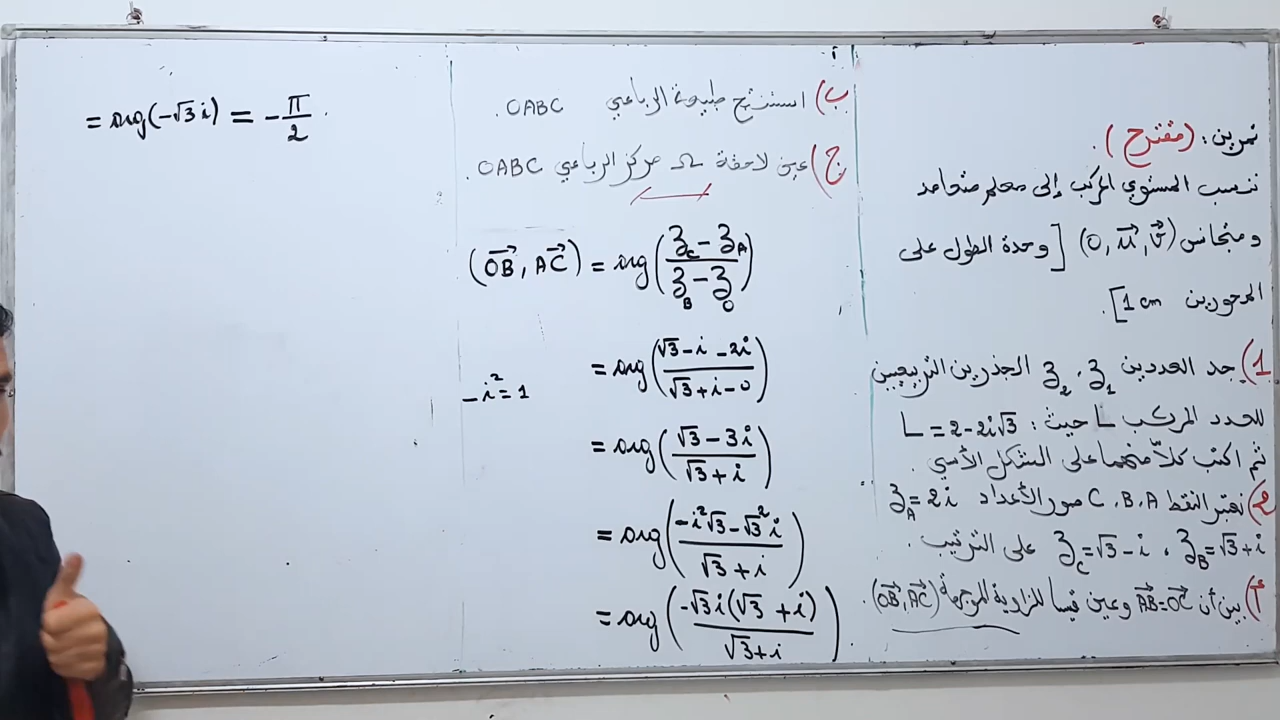 تمرين: (مقترح).
ننسب المستوي المركب إلى معلم متعامد
ومتجانس (O, u⃗, v⃗) [وحدة الطول على
المحورين 1cm].
1) جد العددين z₁، z₂ الجذرين التربيعيين
للعدد المركب L حيث: L = 2-2i√3
ثم اكتب كلاّ منهما على الشكل الأسي.
2) نعتبر النقط C، B، A صور الأعداد z_A = 2i
z_B = √3+i ، z_C = √3-i على الترتيب.
أ) بين أن AB⃗=OC⃗ وعين قيسا للزاوية الموجهة (OB⃗, AC⃗).
ب) استنتج طبيعة الرباعي OABC.
ج) عين لاحقة Ω مركز الرباعي OABC.
(OB⃗, AC⃗) = arg((z_C - z_A)/(z_B - z_O))
= arg((√3-i-2i)/(√3+i-0))
-i²=1
= arg((√3-3i)/(√3+i))
= arg((-i²√3-√3²i)/(√3+i))
= arg((-√3i(√3+i))/(√3+i)).
= arg(-√3i) = -π/2.